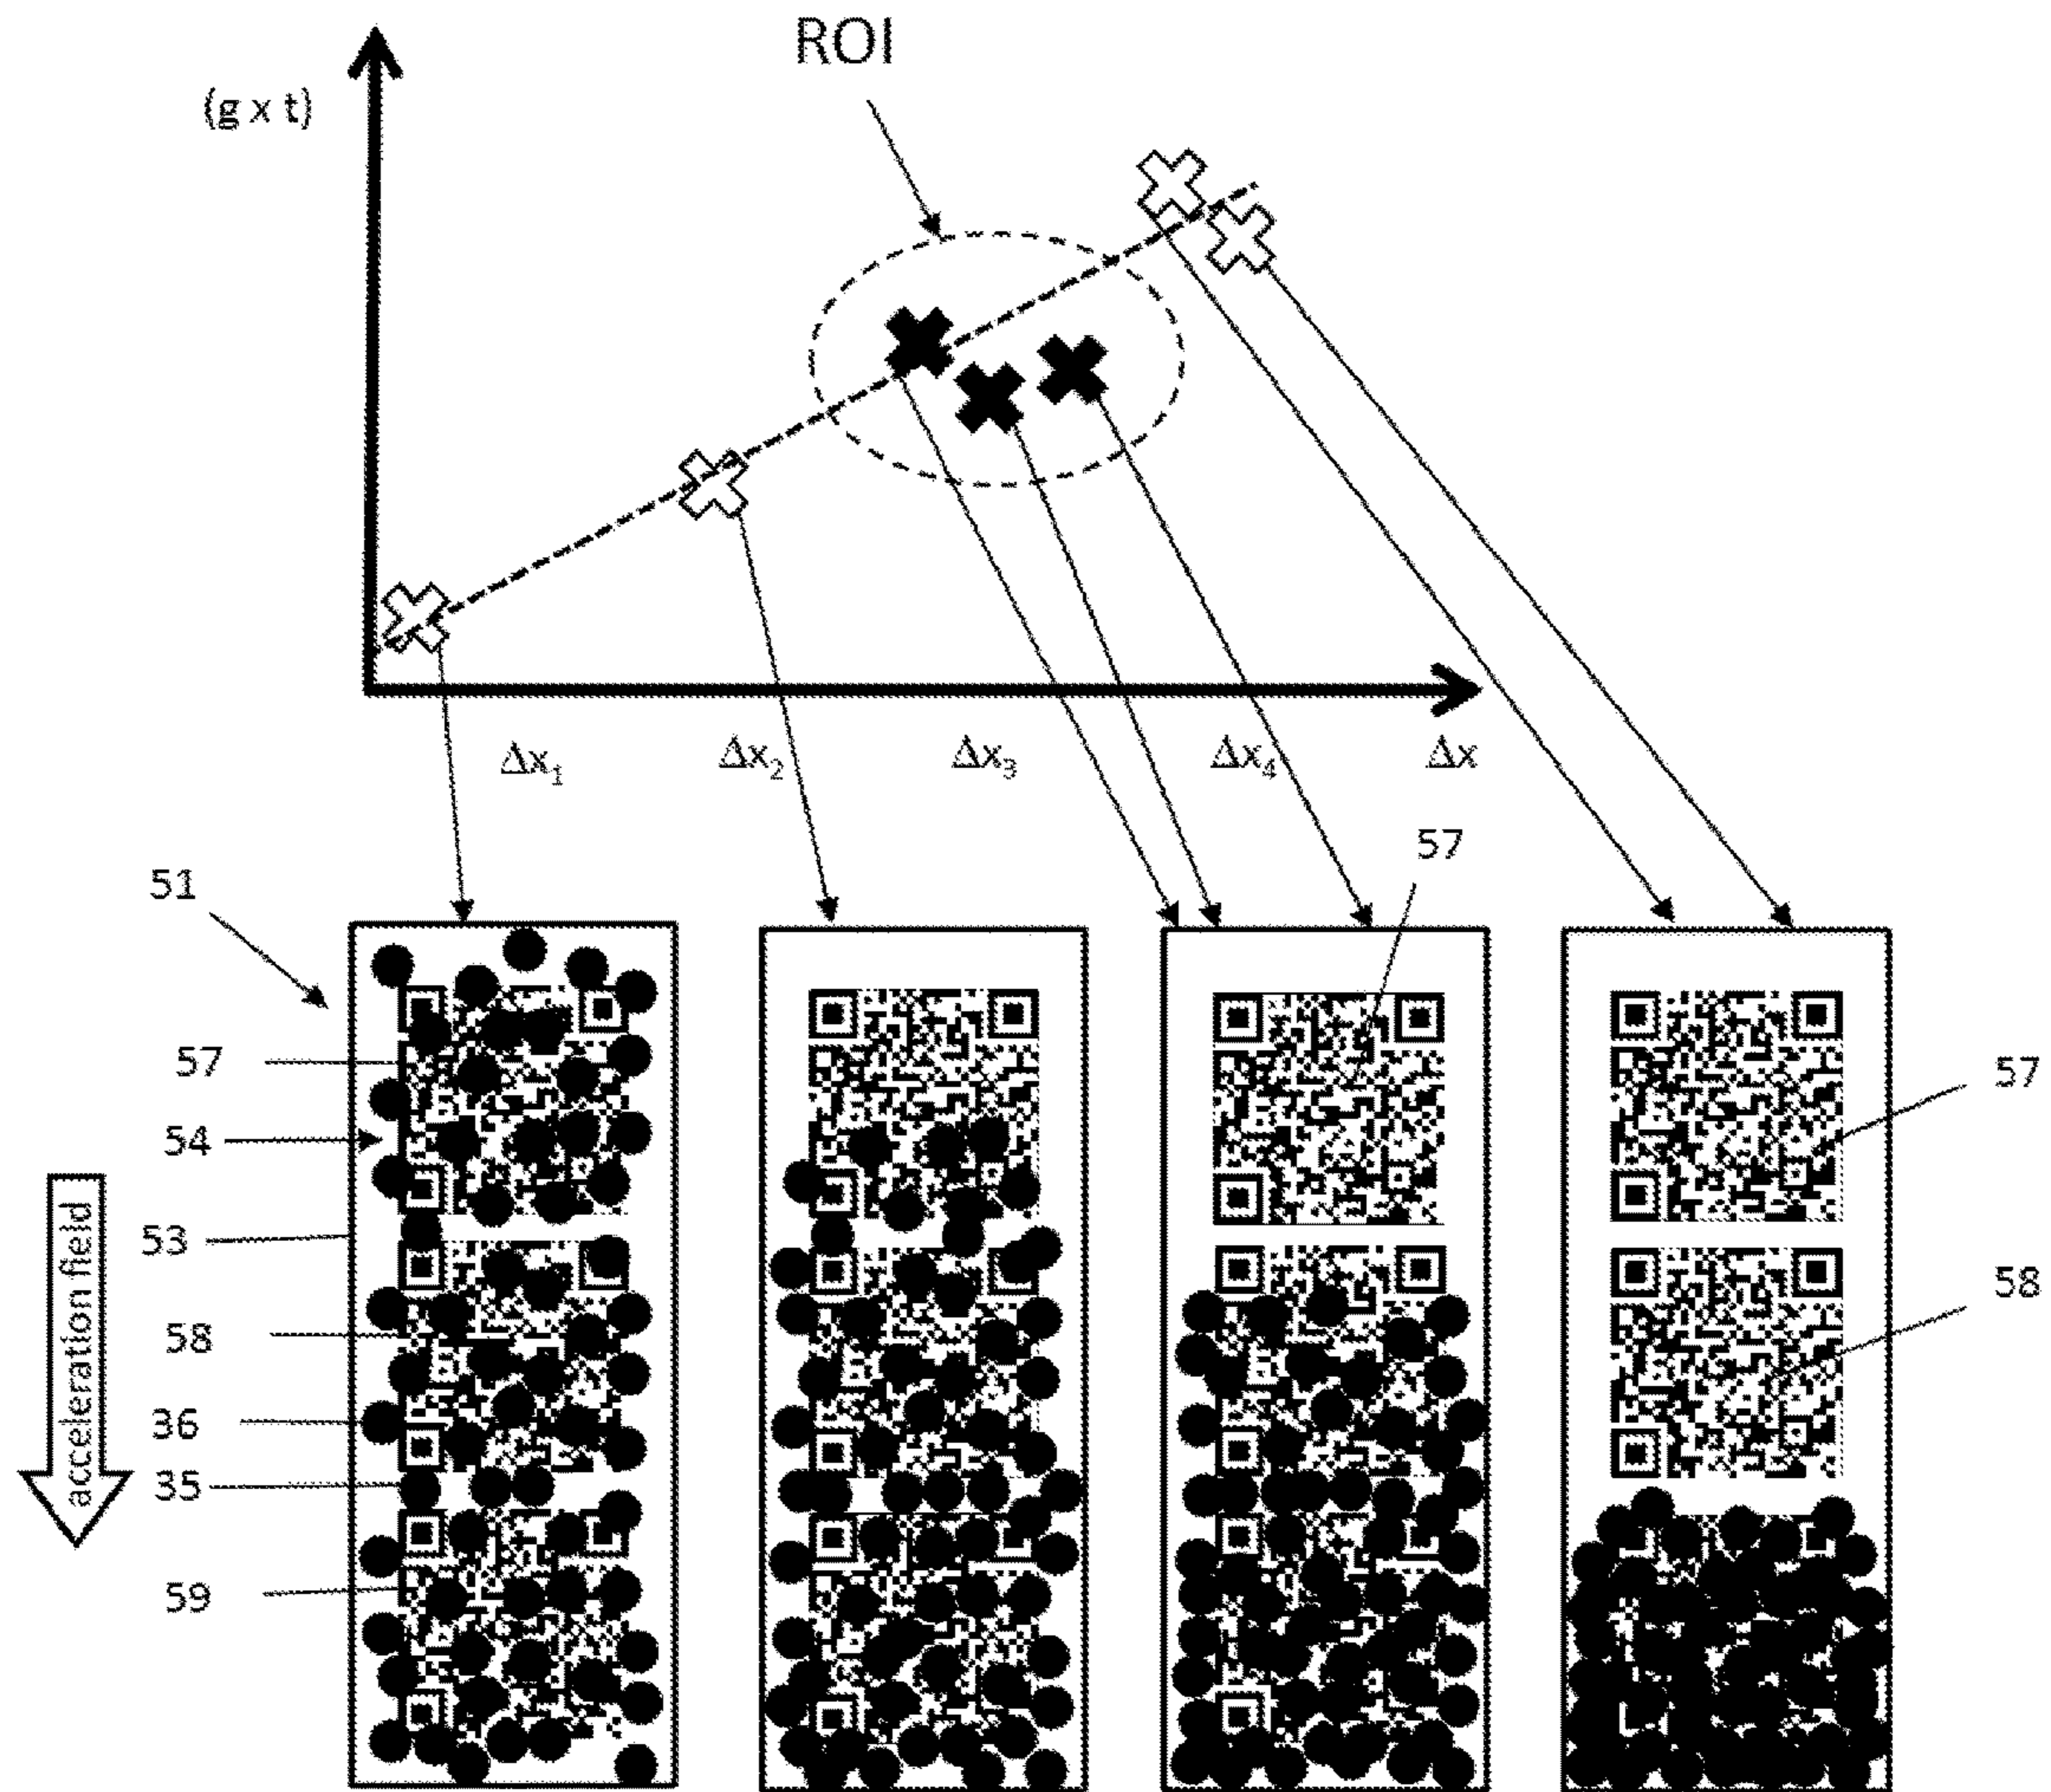 ROI
(g x t)
Δx₁ Δx₂ Δx₃ Δx₄ Δx
57
51
57
57
54
acceleration field
53
58
58
36
35
59